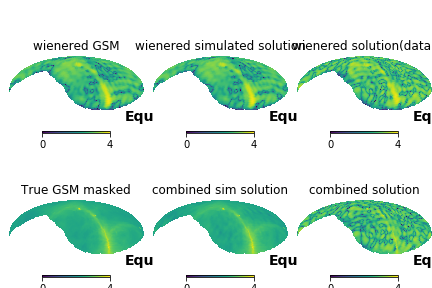 wienered GSM
wienered simulated solution
wienered solution(data
Equ
Equ
Equ
0 4
0 4
0 4
True GSM masked
combined sim solution
combined solution
Equ
Equ
Equ
0 4
0 4
0 4